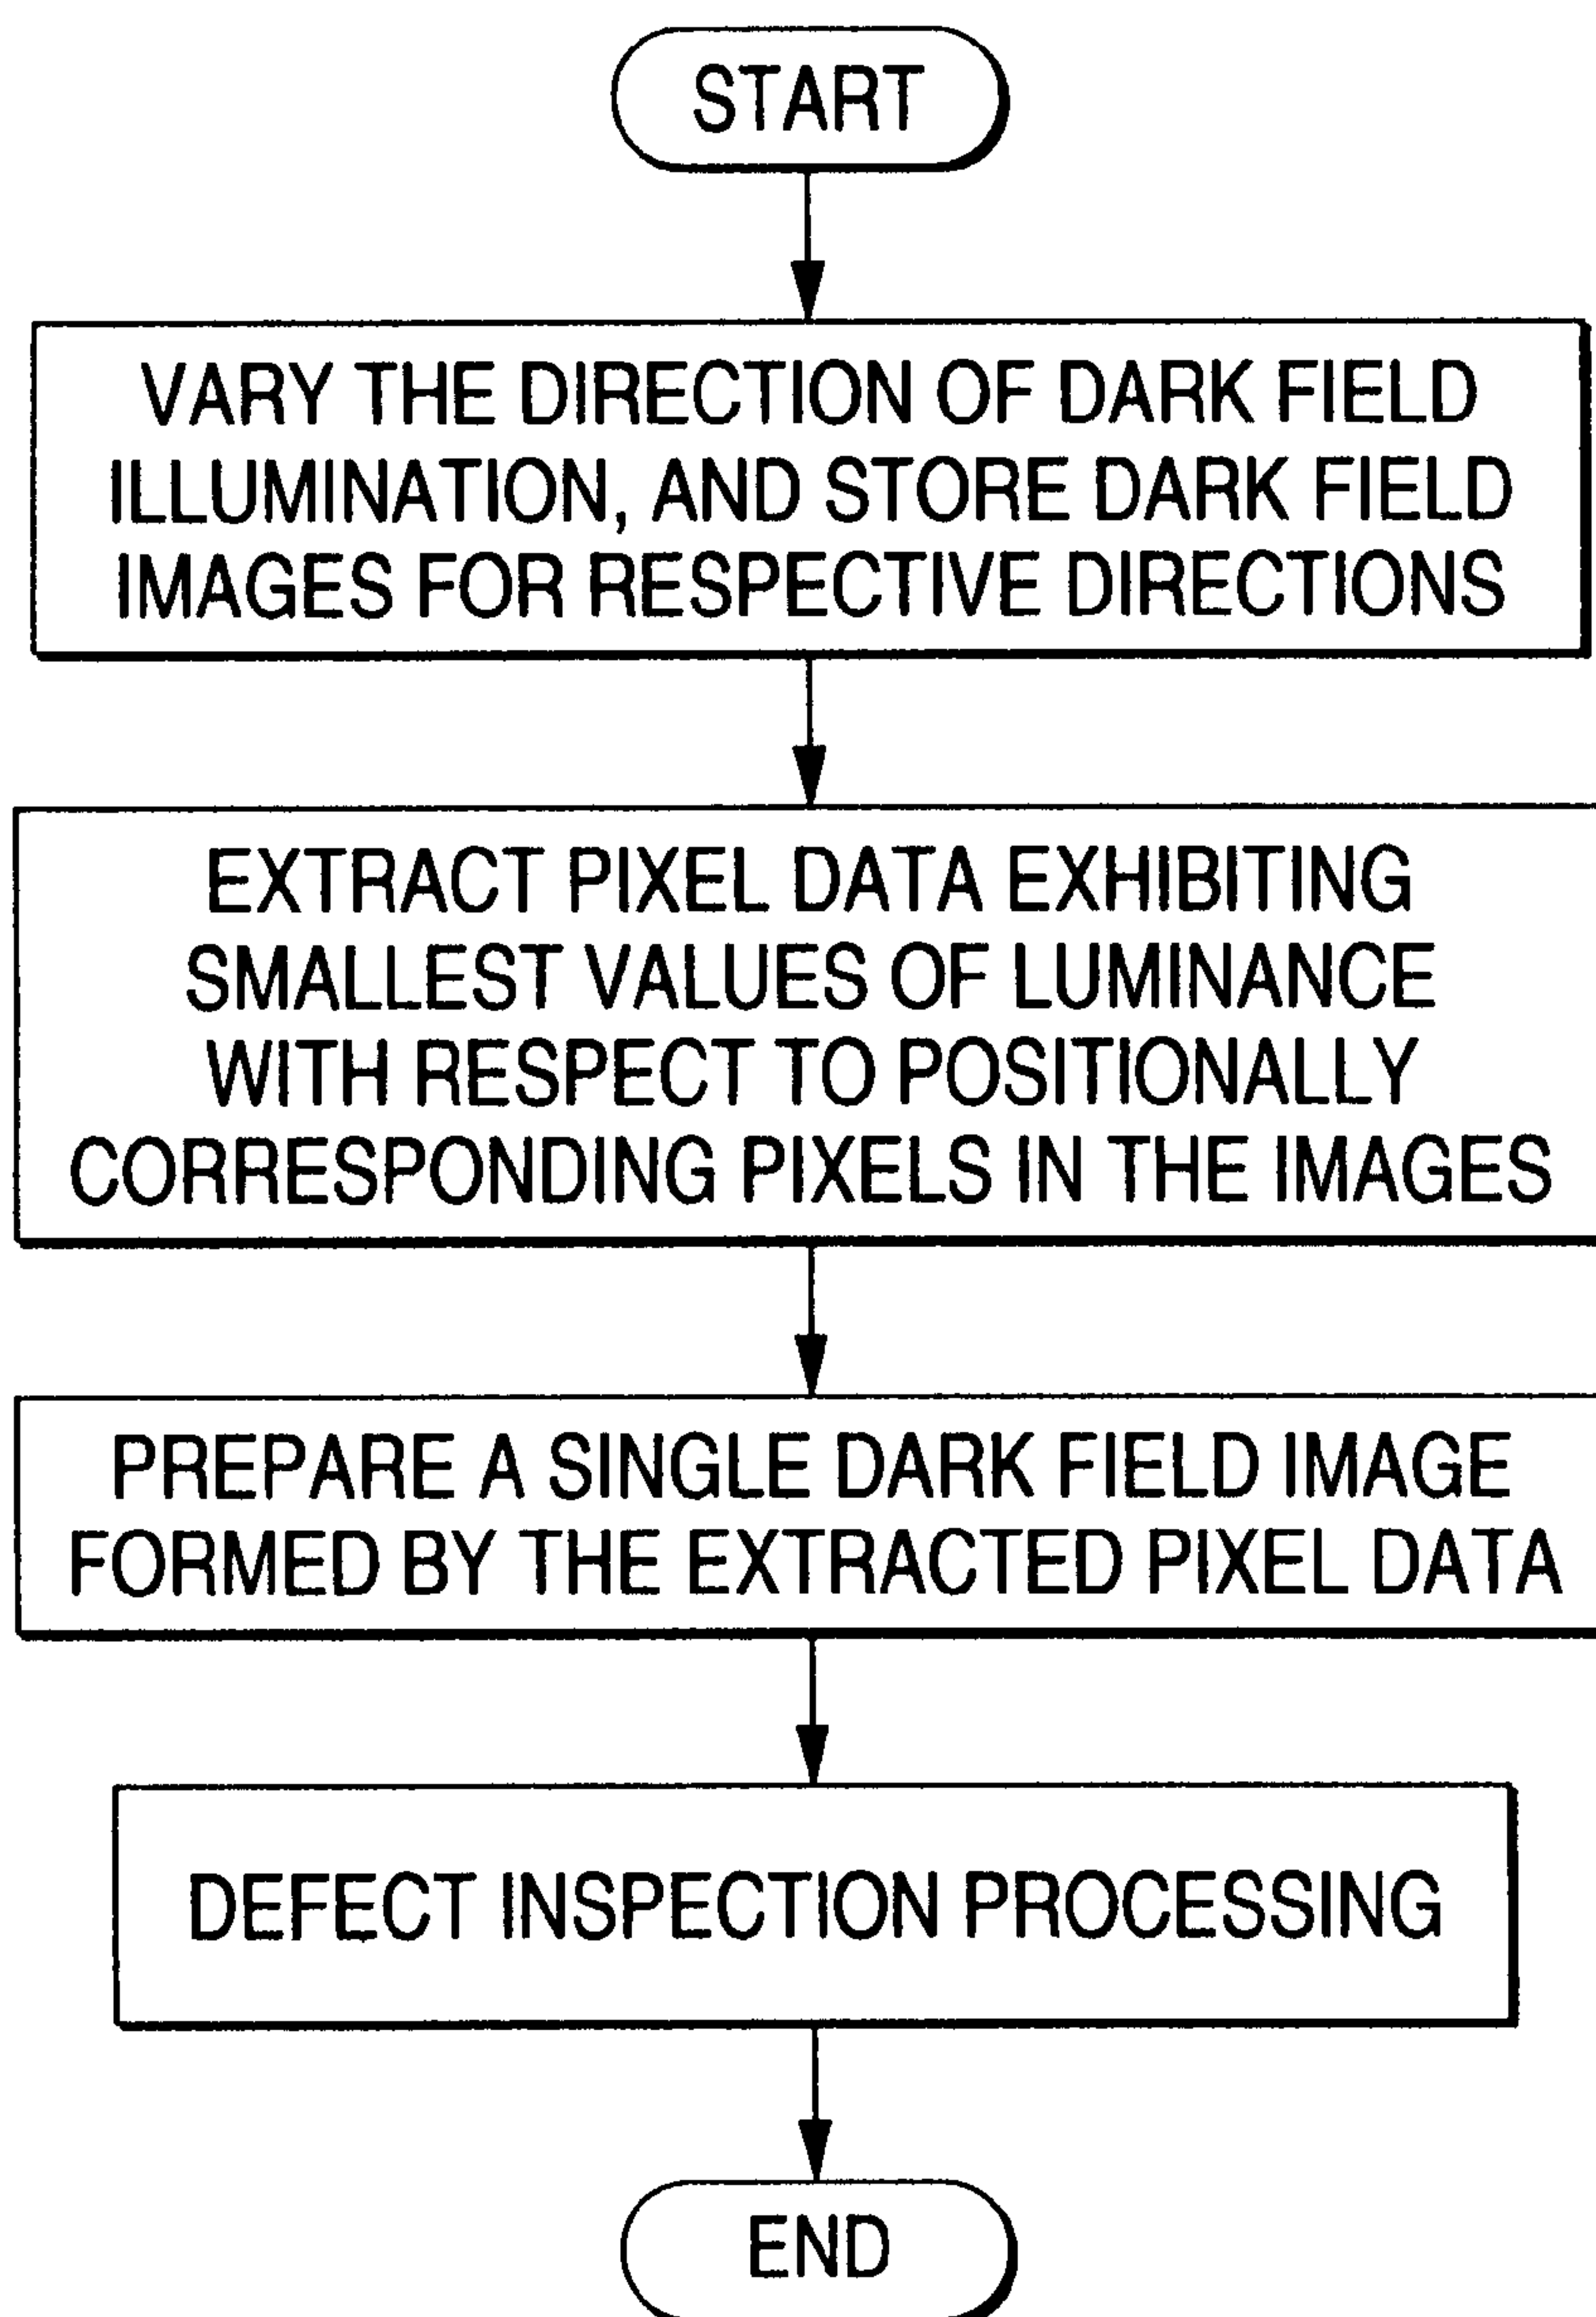 START
VARY THE DIRECTION OF DARK FIELD
ILLUMINATION, AND STORE DARK FIELD
IMAGES FOR RESPECTIVE DIRECTIONS
EXTRACT PIXEL DATA EXHIBITING
SMALLEST VALUES OF LUMINANCE
WITH RESPECT TO POSITIONALLY
CORRESPONDING PIXELS IN THE IMAGES
PREPARE A SINGLE DARK FIELD IMAGE
FORMED BY THE EXTRACTED PIXEL DATA
DEFECT INSPECTION PROCESSING
END